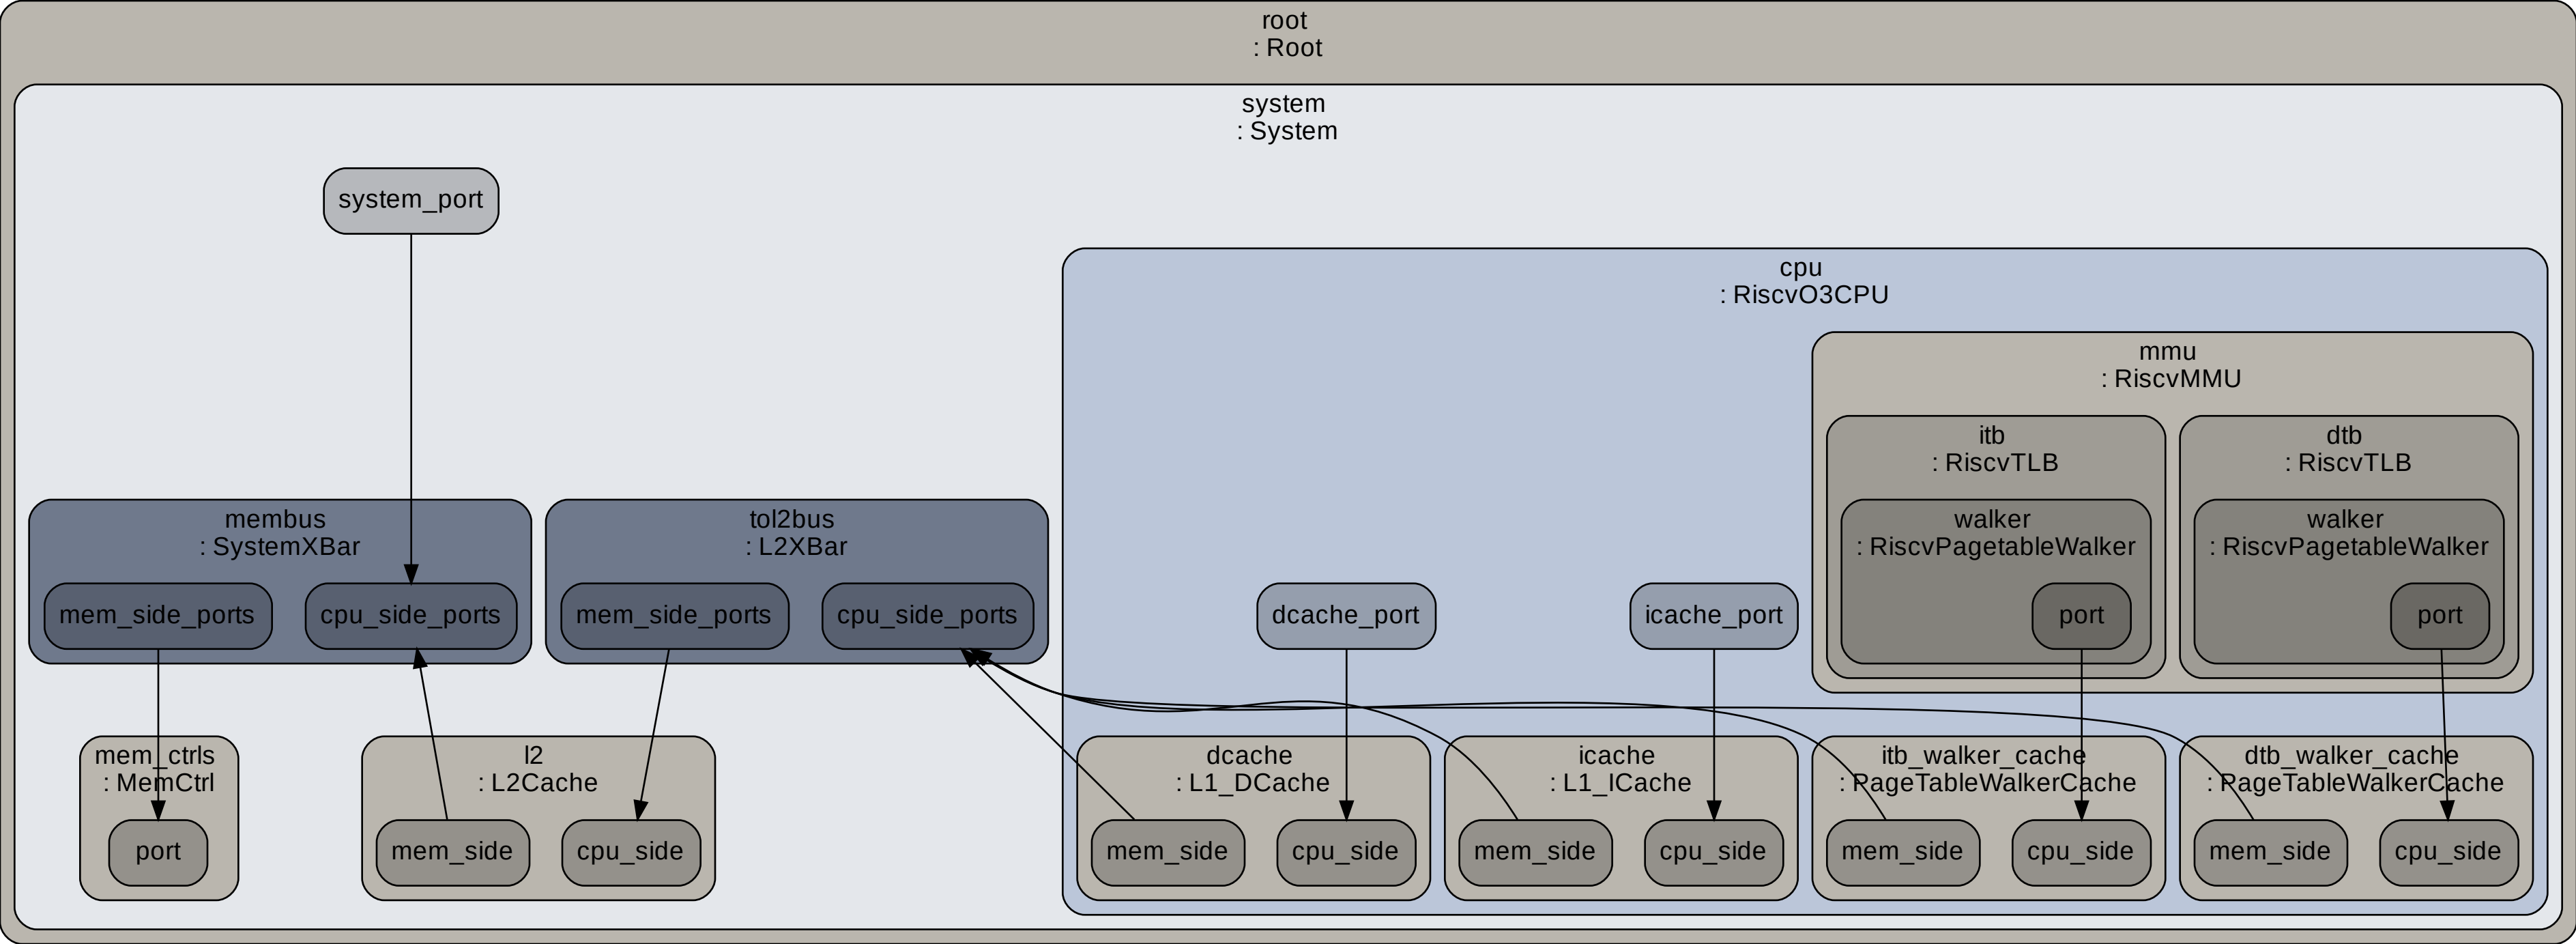 root
: Root
system
: System
system_port
cpu
: RiscvO3CPU
mmu
: RiscvMMU
itb
: RiscvTLB
dtb
: RiscvTLB
membus
: SystemXBar
tol2bus
: L2XBar
walker
: RiscvPagetableWalker
walker
: RiscvPagetableWalker
mem_side_ports
cpu_side_ports
mem_side_ports
cpu_side_ports
dcache_port
icache_port
port
port
mem_ctrls
: MemCtrl
l2
: L2Cache
dcache
: L1_DCache
icache
: L1_ICache
itb_walker_cache
: PageTableWalkerCache
dtb_walker_cache
: PageTableWalkerCache
port
mem_side
cpu_side
mem_side
cpu_side
mem_side
cpu_side
mem_side
cpu_side
mem_side
cpu_side